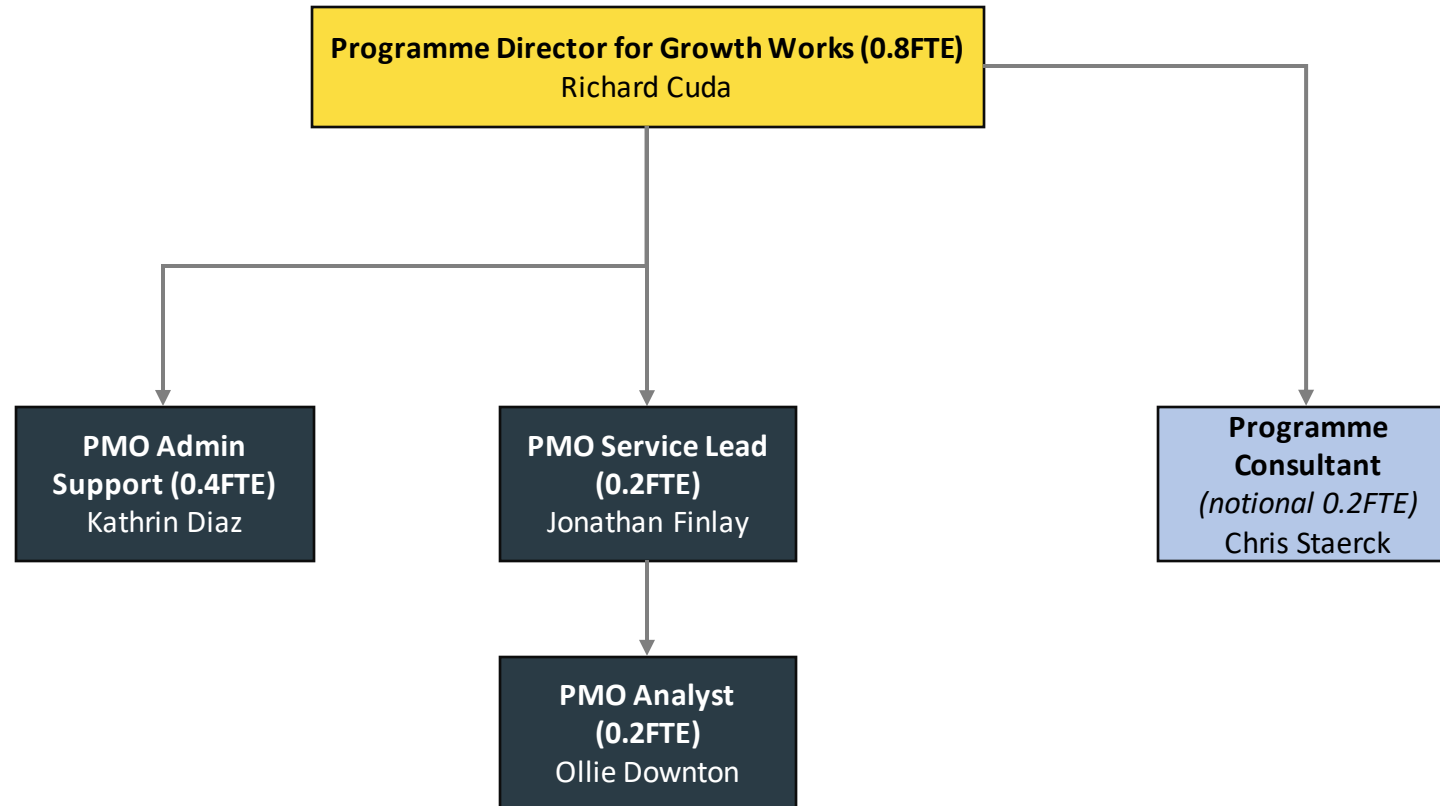 Programme Director for Growth Works (0.8FTE)
Richard Cuda
PMO Admin
Support (0.4FTE)
Kathrin Diaz
PMO Service Lead
(0.2FTE)
Jonathan Finlay
Programme
Consultant
(notional 0.2FTE)
Chris Staerck
PMO Analyst
(0.2FTE)
Ollie Downton